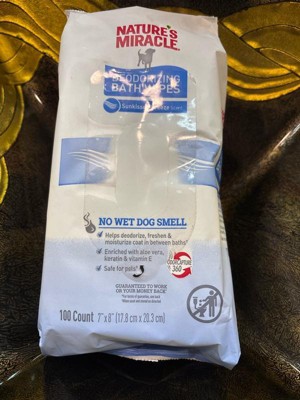 NATURE'S
MIRACLE
DEODORIZING
BATH WIPES
NO WET DOG SMELL
✓ Helps deodorize, freshen &
moisturize coat in between baths
✓ Enriched with aloe vera,
keratin & vitamin E
✓ Safe for pets
ODORCAPTURE
360°
GUARANTEED TO WORK
OR YOUR MONEY BACK
100 Count 7" x 8" (17.8 cm x 20.3 cm)